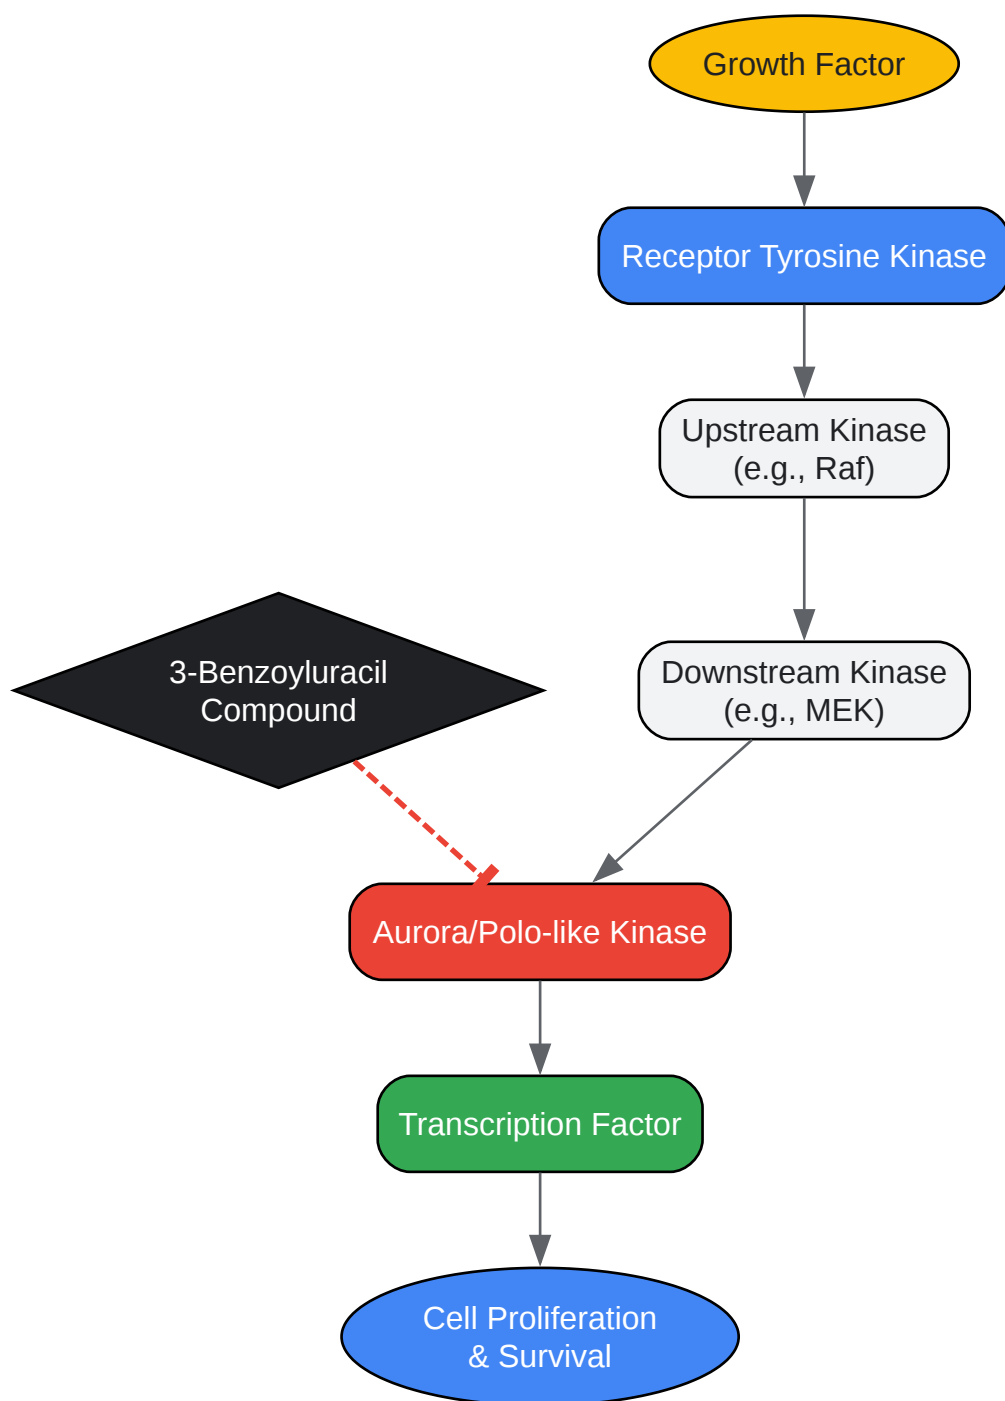 Growth Factor
Receptor Tyrosine Kinase
Upstream Kinase
(e.g., Raf)
3-Benzoyluracil
Compound
Downstream Kinase
(e.g., MEK)
Aurora/Polo-like Kinase
Transcription Factor
Cell Proliferation
& Survival